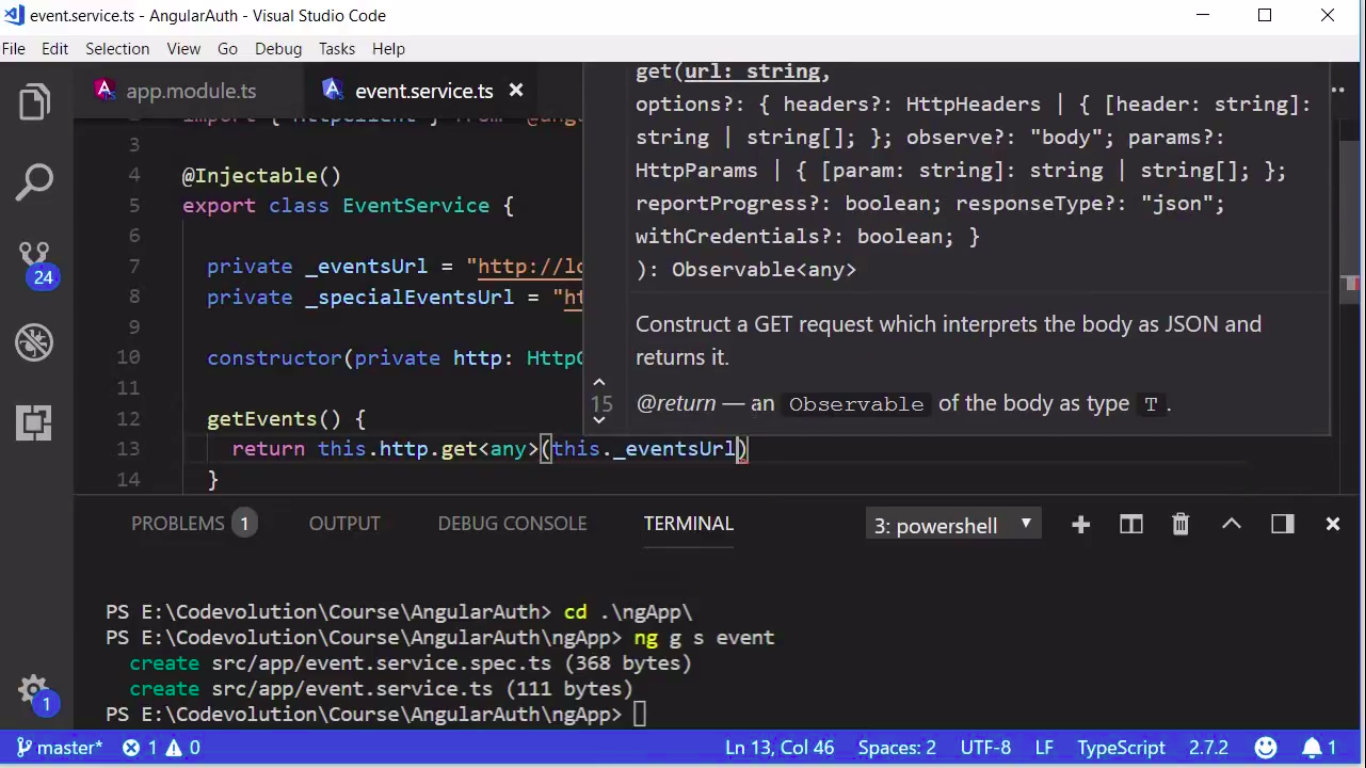 event.service.ts - AngularAuth - Visual Studio Code
File Edit Selection View Go Debug Tasks Help
app.module.ts event.service.ts
get(url: string,
options?: { headers?: HttpHeaders | { [header: string]:
string | string[]; }; observe?: "body"; params?:
HttpParams | { [param: string]: string | string[]; };
reportProgress?: boolean; responseType?: "json";
withCredentials?: boolean; }
): Observable<any>
Construct a GET request which interprets the body as JSON and
returns it.
15 @return — an Observable of the body as type T.
import { HttpClient } from
3
4 @Injectable()
5 export class EventService {
6
7 private _eventsUrl = "http://lo
8 private _specialEventsUrl = "ht
9
10 constructor(private http: HttpC
11
12 getEvents() {
13 return this.http.get<any>(this._eventsUrl)
14 }
24
PROBLEMS 1 OUTPUT DEBUG CONSOLE TERMINAL 3: powershell
PS E:\Codevolution\Course\AngularAuth> cd .\ngApp\
PS E:\Codevolution\Course\AngularAuth\ngApp> ng g s event
create src/app/event.service.spec.ts (368 bytes)
create src/app/event.service.ts (111 bytes)
PS E:\Codevolution\Course\AngularAuth\ngApp>
1
master* 1 0 Ln 13, Col 46 Spaces: 2 UTF-8 LF TypeScript 2.7.2 1